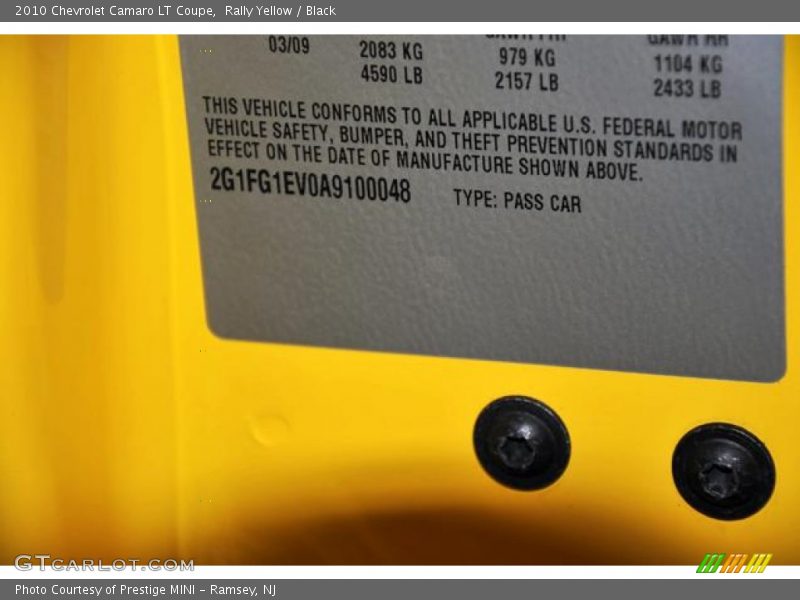 2010 Chevrolet Camaro LT Coupe,  Rally Yellow / Black
GAWR RR
03/09 2083 KG 979 KG 1104 KG
4590 LB 2157 LB 2433 LB
THIS VEHICLE CONFORMS TO ALL APPLICABLE U.S. FEDERAL MOTOR
VEHICLE SAFETY, BUMPER, AND THEFT PREVENTION STANDARDS IN
EFFECT ON THE DATE OF MANUFACTURE SHOWN ABOVE.
2G1FG1EV0A9100048 TYPE: PASS CAR
GTCARLOT.COM
Photo Courtesy of Prestige MINI - Ramsey, NJ